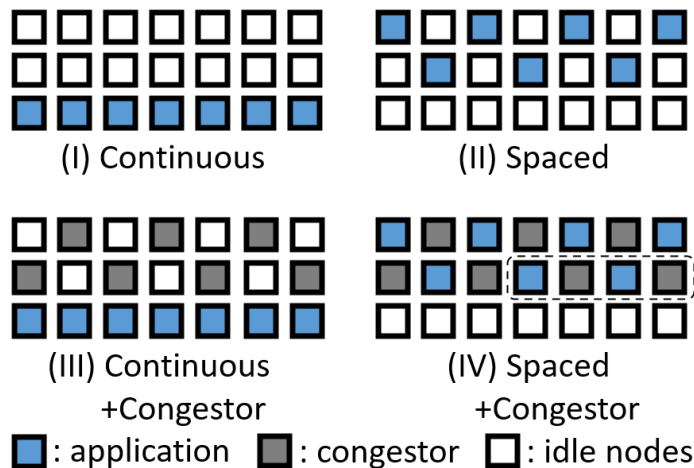 (I) Continuous
(II) Spaced
(III) Continuous
+Congestor
(IV) Spaced
+Congestor
: application
: congestor
: idle nodes